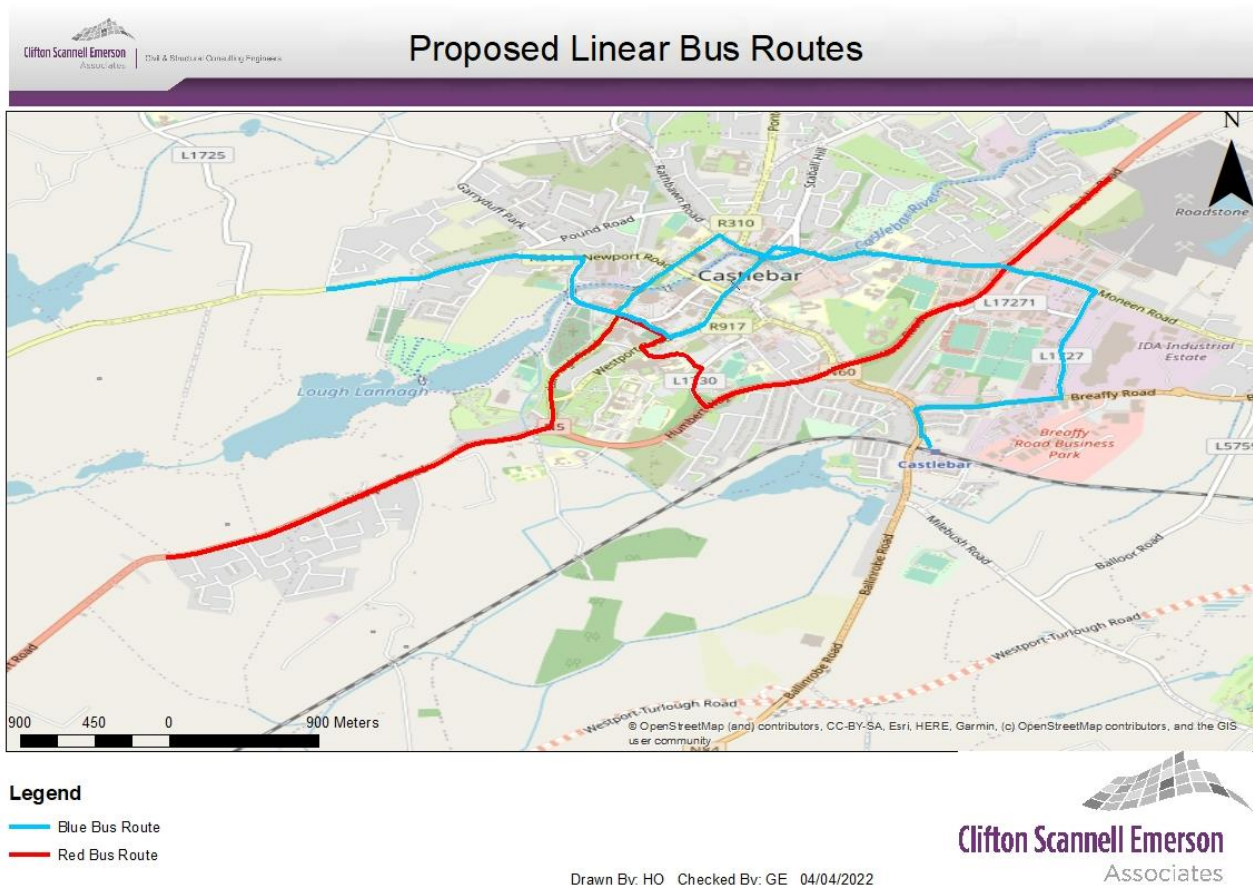 Clifton Scannell Emerson
Associates
Civil & Structural Consulting Engineers
Proposed Linear Bus Routes
N
L1725
Garryduff Park
Pound Road
Rathbawn Road
Staball Hill
R310
Castlebar River
Roadstone
Newport Road
Castlebar
L17271
Moneen Road
R917
IDA Industrial
Estate
Westport
L1730
L1727
Lough Lannagh
N5
Breaffy Road
Breaffy
Road Business
Park
L5759
Castlebar
Milebush Road
Balloor Road
Ballinrobe Road
Westport-Turlough Road
Ballinrobe Road
Westport-Turlough Road
N84
900 450 0 900 Meters
© OpenStreetMap (and) contributors, CC-BY-SA, Esri, HERE, Garmin, (c) OpenStreetMap contributors, and the GIS
user community
Legend
Blue Bus Route
Red Bus Route
Clifton Scannell Emerson
Associates
Drawn By: HO Checked By: GE 04/04/2022